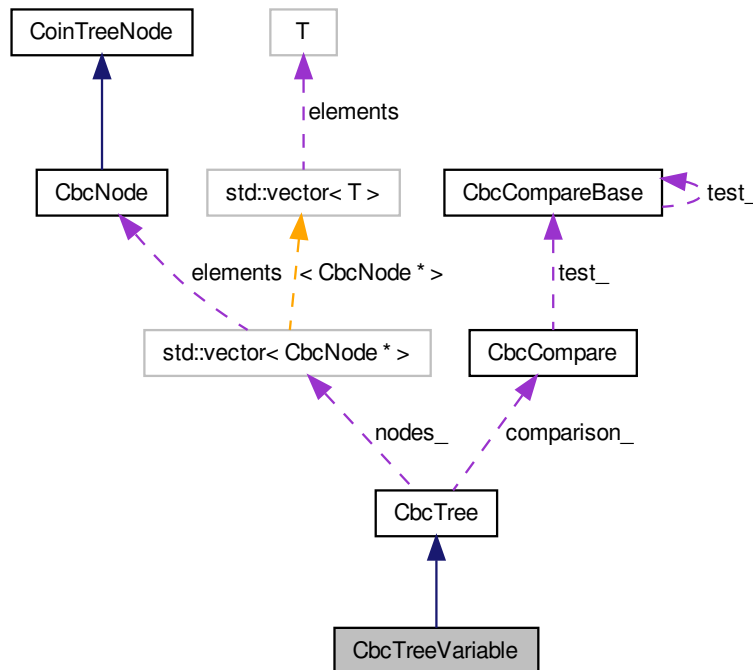 CoinTreeNode
T
elements
CbcNode
std::vector< T >
CbcCompareBase
test_
elements
< CbcNode * >
test_
std::vector< CbcNode * >
CbcCompare
nodes_
comparison_
CbcTree
CbcTreeVariable